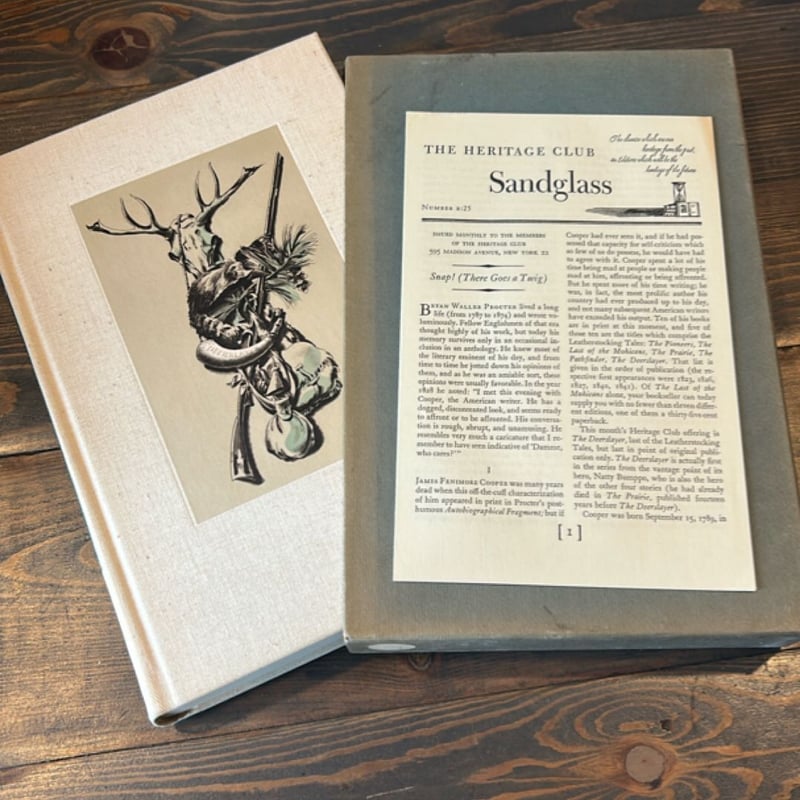 THE HERITAGE CLUB
The classics which are our
heritage from the past,
in Editions which will be the
heritage of the future
Sandglass
NUMBER 8:25
ISSUED MONTHLY TO THE MEMBERS
OF THE HERITAGE CLUB
595 MADISON AVENUE, NEW YORK 22
Snap! (There Goes a Twig)
BRYAN WALLER PROCTER lived a long
life (from 1787 to 1874) and wrote vo-
luminously. Fellow Englishmen of that era
thought highly of his work, but today his
memory survives only in an occasional in-
clusion in an anthology. He knew most of
the literary eminent of his day, and from
time to time he jotted down his opinions of
them, and as he was an amiable sort, these
opinions were usually favorable. In the year
1828 he noted: "I met this evening with
Cooper, the American writer. He has a
dogged, discontented look, and seems ready
to affront or to be affronted. His conversa-
tion is rough, abrupt, and unamusing. He
resembles very much a caricature that I re-
member to have seen indicative of 'Damme,
who cares?'"
I
JAMES FENIMORE COOPER was many years
dead when this off-the-cuff characterization
of him appeared in print in Procter's post-
humous Autobiographical Fragment; but if
Cooper had ever seen it, and if he had pos-
sessed that capacity for self-criticism which
so few of us do possess, he would have had
to agree with it. Cooper spent a lot of his
time being mad at people or making people
mad at him, affronting or being affronted.
But he spent more of his time writing; he
was, in fact, the most prolific author his
country had ever produced up to his day,
and not many subsequent American writers
have exceeded his output. Ten of his books
are in print at this moment, and five of
those ten are the titles which comprise the
Leatherstocking Tales: The Pioneers, The
Last of the Mohicans, The Prairie, The
Pathfinder, The Deerslayer. That list is
given in the order of publication (the re-
spective first appearances were 1823, 1826,
1827, 1840, 1841). Of The Last of the
Mohicans alone, your bookseller can today
supply you with no fewer than eleven differ-
ent editions, one of them a thirty-five-cent
paperback.
This month's Heritage Club offering is
The Deerslayer, last of the Leatherstocking
Tales, but last in point of original publi-
cation only. The Deerslayer is actually first
in the series from the vantage point of its
hero, Natty Bumppo, who is also the hero
of the other four stories (he had already
died in The Prairie, published fourteen
years before The Deerslayer).
Cooper was born September 15, 1789, in
[ 1 ]